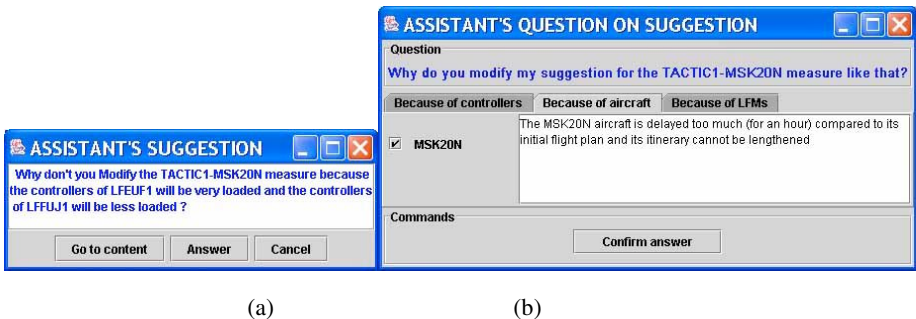 ASSISTANT'S SUGGESTION
Why don't you Modify the TACTIC1-MSK20N measure because
the controllers of LFEUF1 will be very loaded and the controllers
of LFFUJ1 will be less loaded ?
Go to content Answer Cancel
(a)
ASSISTANT'S QUESTION ON SUGGESTION
Question
Why do you modify my suggestion for the TACTIC1-MSK20N measure like that?
Because of controllers Because of aircraft Because of LFMs
MSK20N
The MSK20N aircraft is delayed too much (for an hour) compared to its
initial flight plan and its itinerary cannot be lengthened
Commands
Confirm answer
(b)